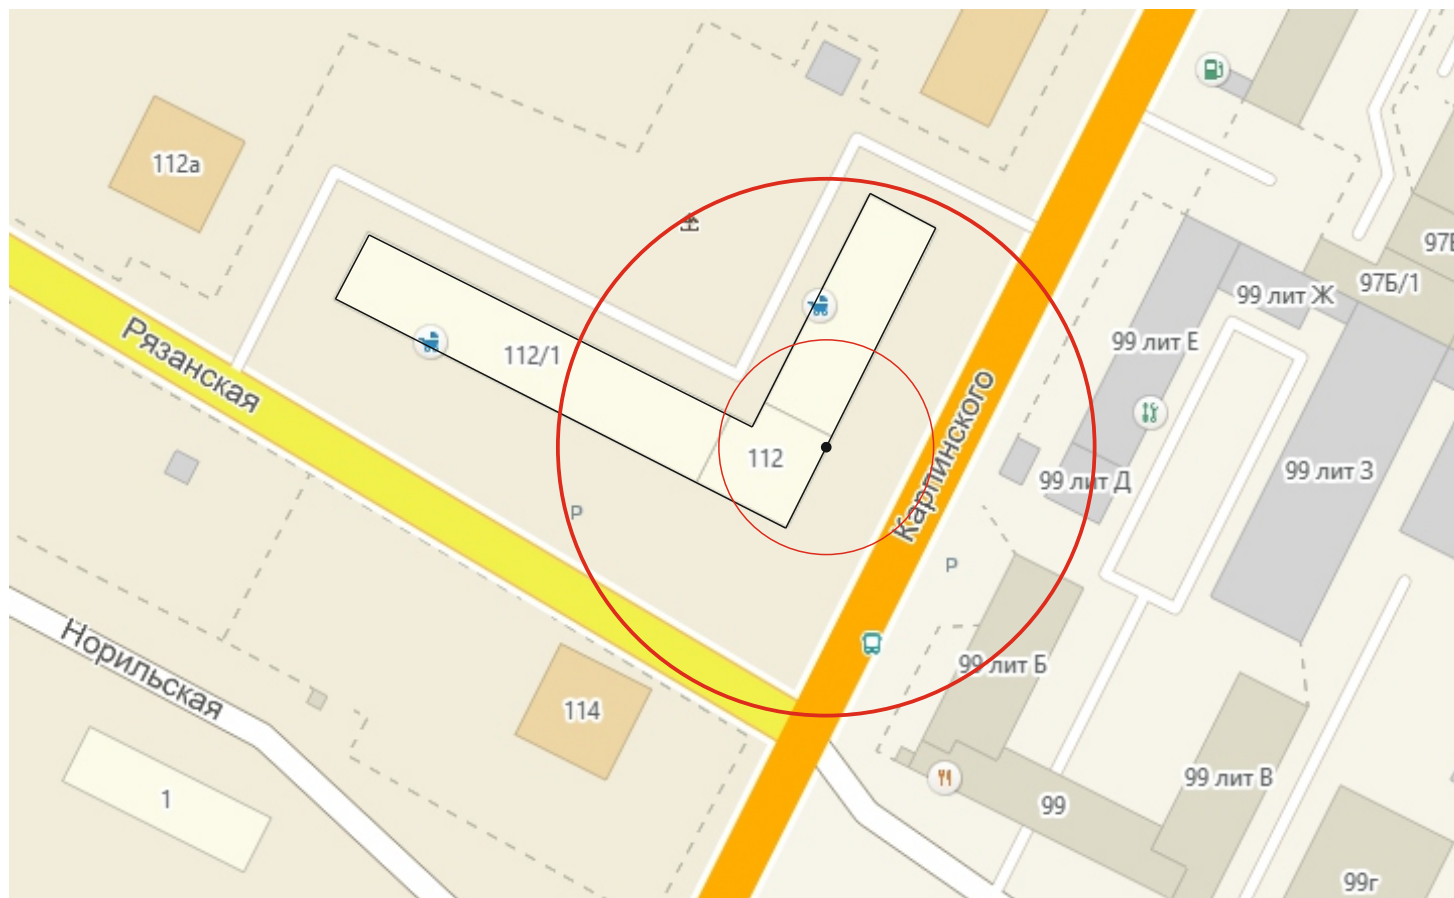 112а
97Б/1
99 лит Ж
99 лит Е
112/1
Рязанская
Карпинского
112
99 лит Д
99 лит З
P
P
Норильская
99 лит Б
114
99 лит В
1
99
99г